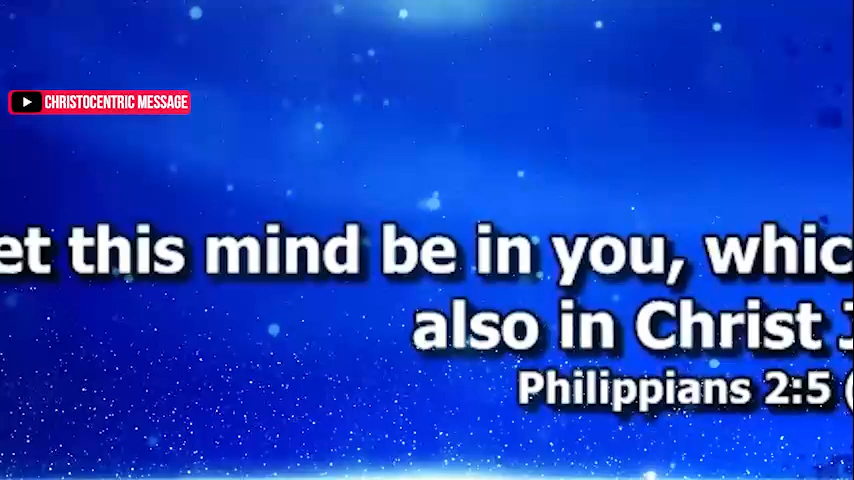 CHRISTOCENTRIC MESSAGE
et this mind be in you, whic
also in Christ J
Philippians 2:5 (